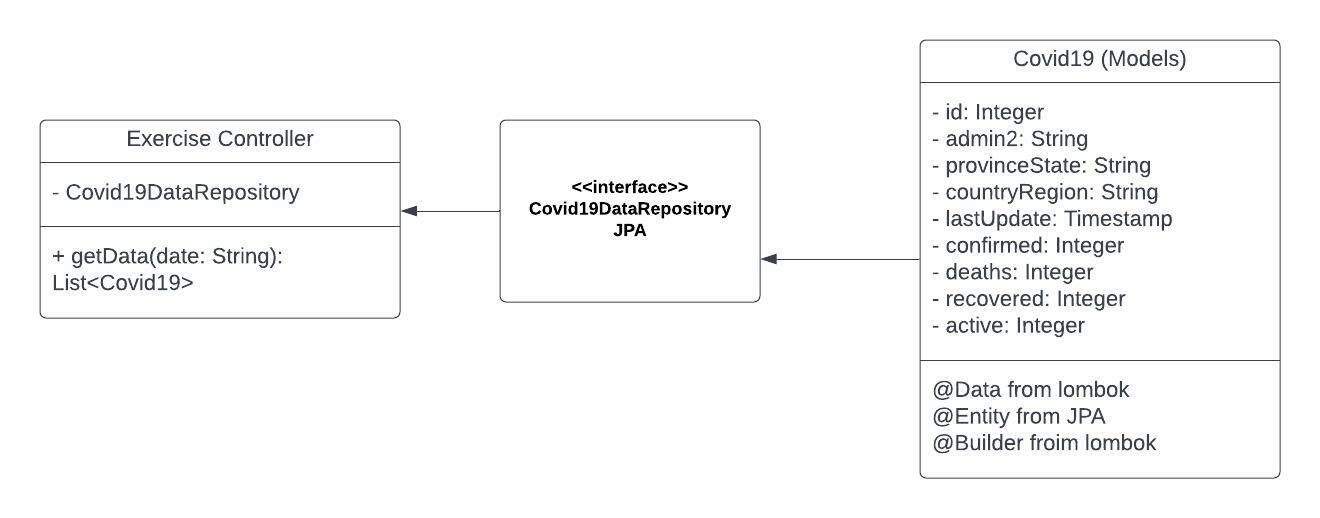 Exercise Controller
- Covid19DataRepository
+ getData(date: String):
List<Covid19>
<<interface>>
Covid19DataRepository
JPA
Covid19 (Models)
- id: Integer
- admin2: String
- provinceState: String
- countryRegion: String
- lastUpdate: Timestamp
- confirmed: Integer
- deaths: Integer
- recovered: Integer
- active: Integer
@Data from lombok
@Entity from JPA
@Builder froim lombok